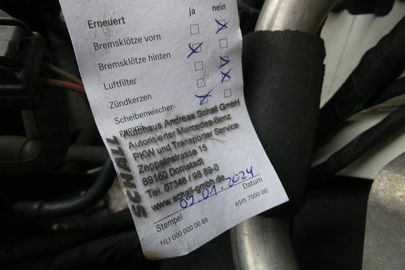 Erneuert ja nein
Bremsklötze vorn
Bremsklötze hinten
Luftfilter
Zündkerzen
Scheibenwischer-
SCHALL
Autohaus Andreas Schall GmbH
Autorisierter Mercedes-Benz
PKW und Transporter Service
Zeppelinstrasse 15
89160 Dornstadt
Tel. 07348 / 98 89-0
www.schall-gmbh.de
09.01.2024
Stempel Datum
HU 000 000 00 86 6515 7000 00